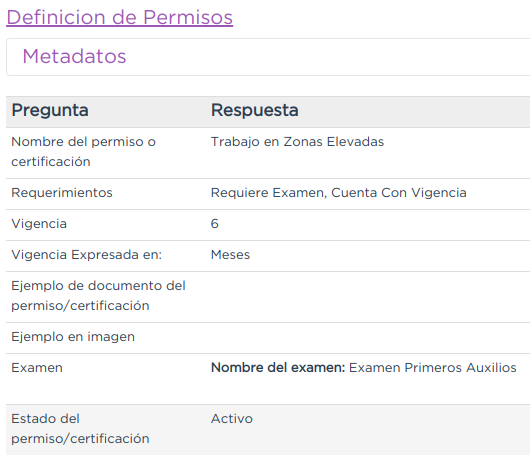 Definicion de Permisos
Metadatos
Pregunta Respuesta
Nombre del permiso o certificación Trabajo en Zonas Elevadas
Requerimientos Requiere Examen, Cuenta Con Vigencia
Vigencia 6
Vigencia Expresada en: Meses
Ejemplo de documento del
permiso/certificación
Ejemplo en imagen
Examen Nombre del examen: Examen Primeros Auxilios
Estado del permiso/certificación Activo